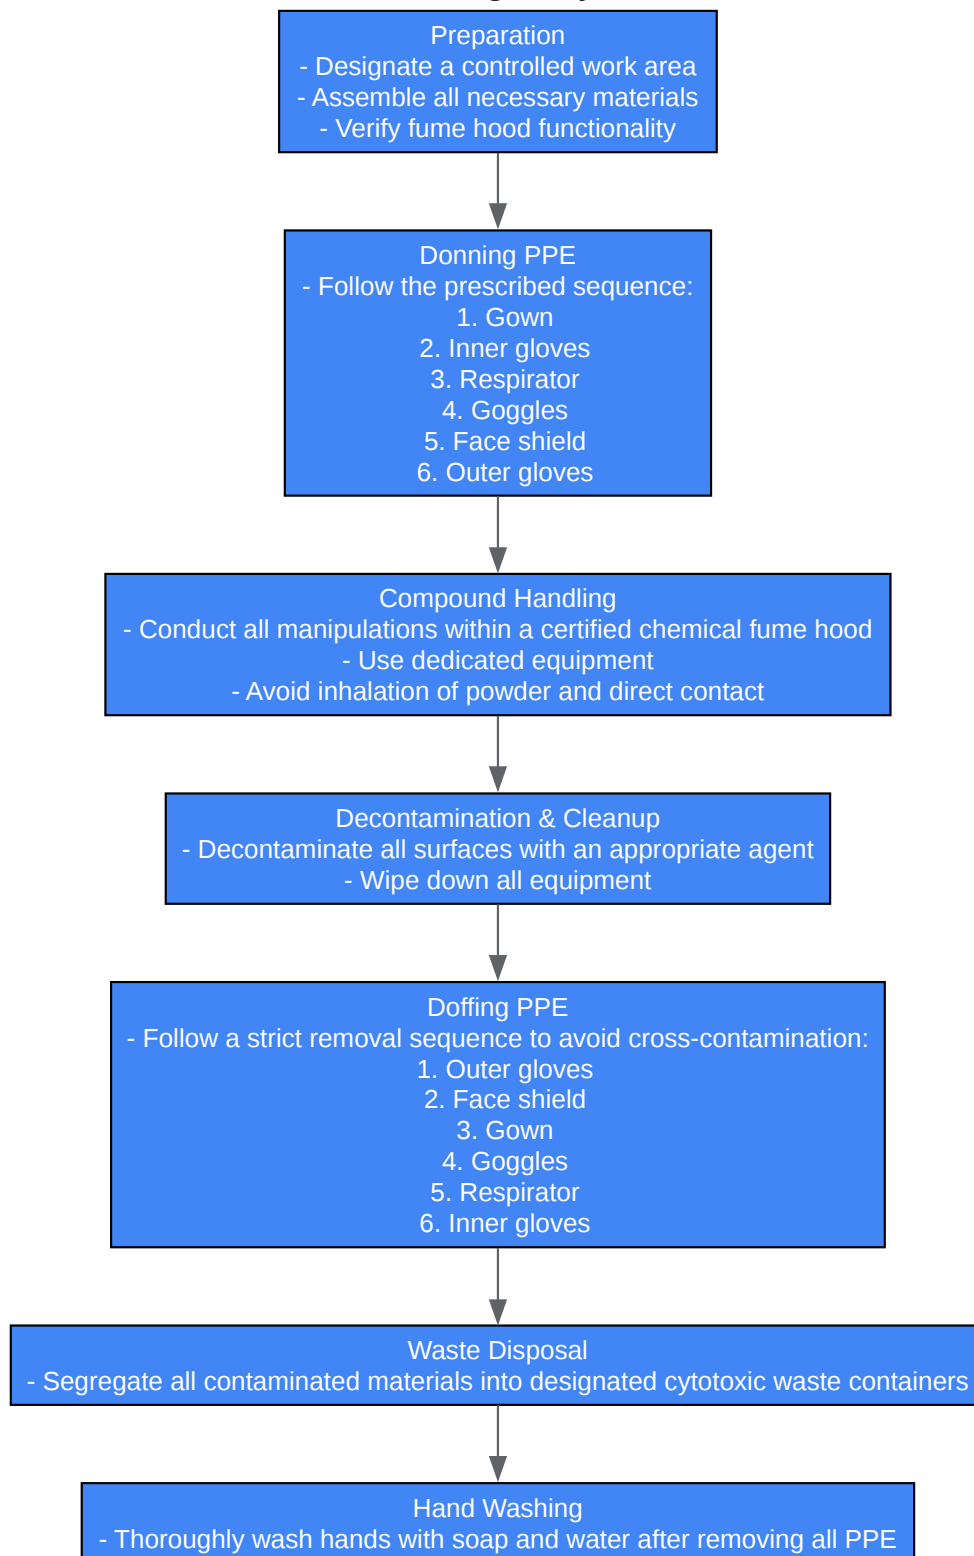 Preparation
- Designate a controlled work area
- Assemble all necessary materials
- Verify fume hood functionality
Donning PPE
- Follow the prescribed sequence:
1. Gown
2. Inner gloves
3. Respirator
4. Goggles
5. Face shield
6. Outer gloves
Compound Handling
- Conduct all manipulations within a certified chemical fume hood
- Use dedicated equipment
- Avoid inhalation of powder and direct contact
Decontamination & Cleanup
- Decontaminate all surfaces with an appropriate agent
- Wipe down all equipment
Doffing PPE
- Follow a strict removal sequence to avoid cross-contamination:
1. Outer gloves
2. Face shield
3. Gown
4. Goggles
5. Respirator
6. Inner gloves
Waste Disposal
- Segregate all contaminated materials into designated cytotoxic waste containers
Hand Washing
- Thoroughly wash hands with soap and water after removing all PPE